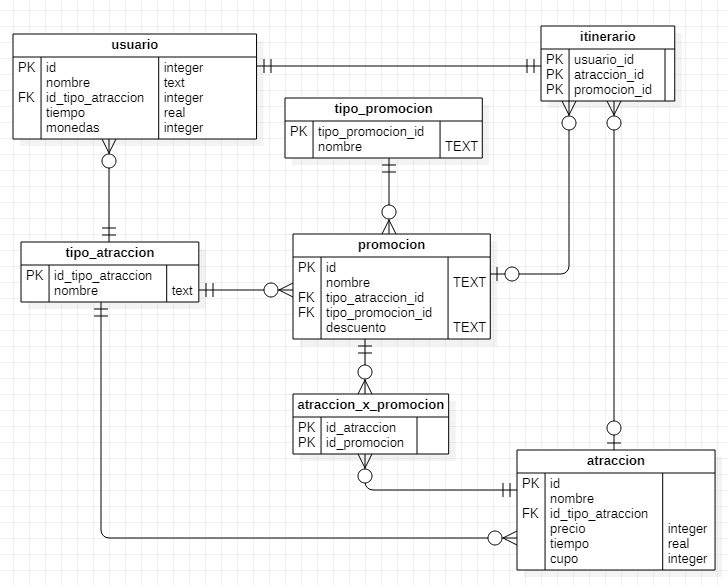 usuario
PK id integer
nombre text
FK id_tipo_atraccion integer
tiempo real
monedas integer
itinerario
PK usuario_id
PK atraccion_id
PK promocion_id
tipo_promocion
PK tipo_promocion_id
nombre TEXT
tipo_atraccion
PK id_tipo_atraccion
nombre text
promocion
PK id
nombre TEXT
FK tipo_atraccion_id
FK tipo_promocion_id
descuento TEXT
atraccion_x_promocion
PK id_atraccion
PK id_promocion
atraccion
PK id
nombre
FK id_tipo_atraccion
precio integer
tiempo real
cupo integer